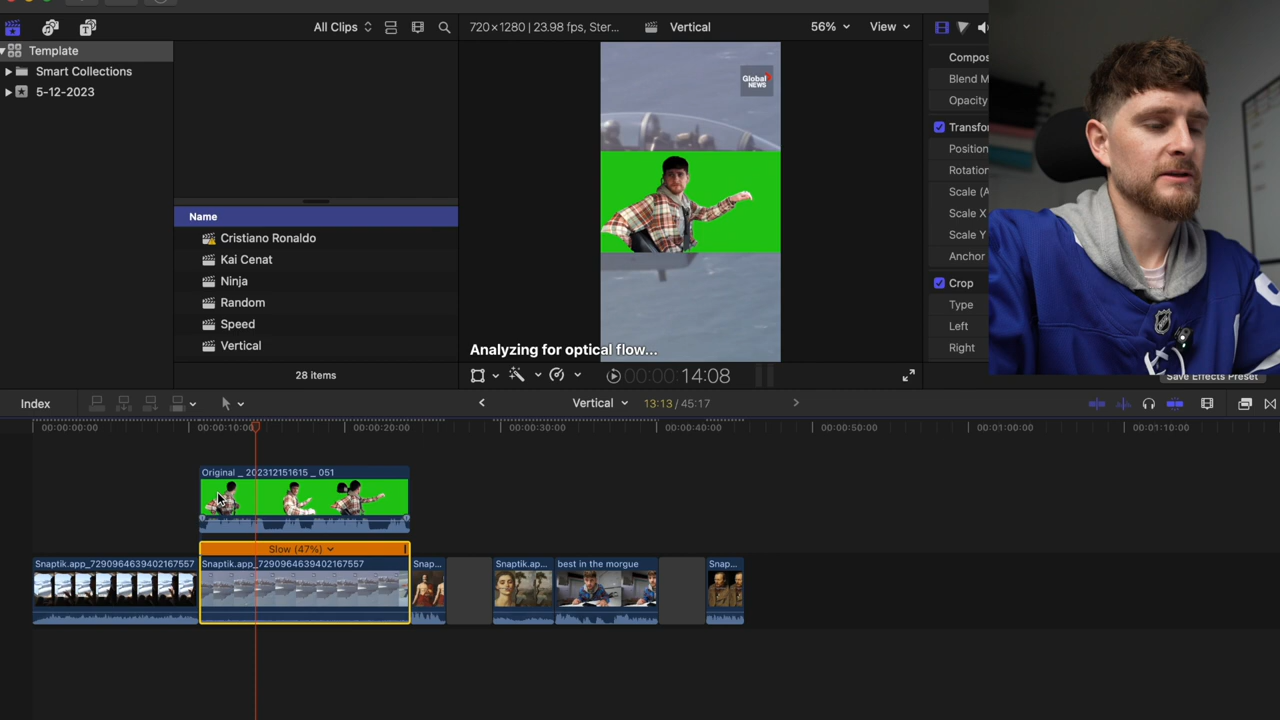 All Clips
720×1280 | 23.98 fps, Ster...
Vertical
56%
View
Template
Smart Collections
5-12-2023
Name
Cristiano Ronaldo
Kai Cenat
Ninja
Random
Speed
Vertical
28 items
Global
NEWS
Analyzing for optical flow...
00:00:14:08
Compos
Blend M
Opacity
Transfo
Position
Rotation
Scale (A
Scale X
Scale Y
Anchor
Crop
Type
Left
Right
Save Effects Preset
Index
Vertical
13:13 / 45:17
00:00:00:00
00:00:10:00
00:00:20:00
00:00:30:00
00:00:40:00
00:00:50:00
00:01:00:00
00:01:10:00
Original _ 202312151615 _ 051
Slow (47%)
Snaptik.app_7290964639402167557
Snaptik.app_7290964639402167557
Snap...
Snaptik.ap...
best in the morgue
Snap...